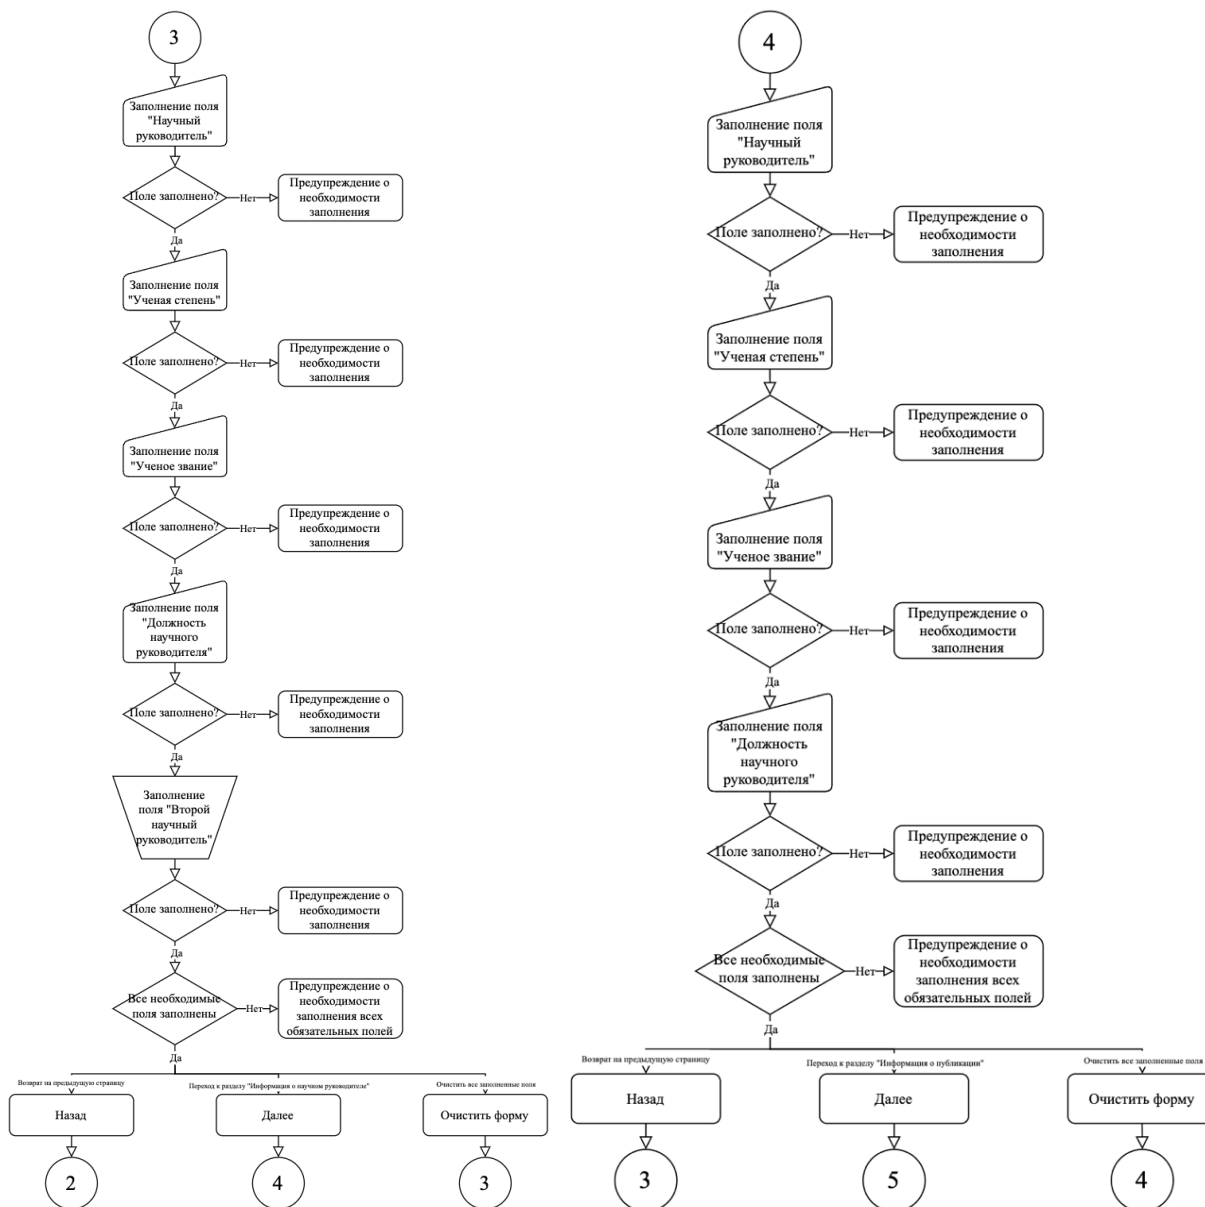 3
Заполнение поля
"Научный
руководитель"
Поле заполнено?
Нет
Предупреждение о
необходимости
заполнения
Да
Заполнение поля
"Ученая степень"
Поле заполнено?
Нет
Предупреждение о
необходимости
заполнения
Да
Заполнение поля
"Ученое звание"
Поле заполнено?
Нет
Предупреждение о
необходимости
заполнения
Да
Заполнение поля
"Должность
научного
руководителя"
Поле заполнено?
Нет
Предупреждение о
необходимости
заполнения
Да
Заполнение
поля "Второй
научный
руководитель"
Поле заполнено?
Нет
Предупреждение о
необходимости
заполнения
Да
Все необходимые
поля заполнены
Нет
Предупреждение о
необходимости
заполнения всех
обязательных полей
Да
Возврат на предыдущую страницу
Переход к разделу "Информация о научном руководителе"
Очистить все заполненные поля
Назад
Далее
Очистить форму
2
4
3
4
Заполнение поля
"Научный
руководитель"
Поле заполнено?
Нет
Предупреждение о
необходимости
заполнения
Да
Заполнение поля
"Ученая степень"
Поле заполнено?
Нет
Предупреждение о
необходимости
заполнения
Да
Заполнение поля
"Ученое звание"
Поле заполнено?
Нет
Предупреждение о
необходимости
заполнения
Да
Заполнение поля
"Должность
научного
руководителя"
Поле заполнено?
Нет
Предупреждение о
необходимости
заполнения
Да
Все необходимые
поля заполнены
Нет
Предупреждение о
необходимости
заполнения всех
обязательных полей
Да
Возврат на предыдущую страницу
Переход к разделу "Информация о публикации"
Очистить все заполненные поля
Назад
Далее
Очистить форму
3
5
4